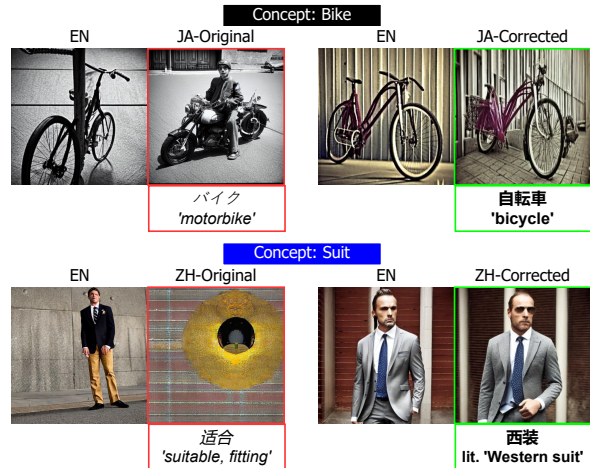 Concept: Bike
EN
JA-Original
EN
JA-Corrected
バイク
'motorbike'
自転車
'bicycle'
Concept: Suit
EN
ZH-Original
EN
ZH-Corrected
适合
'suitable, fitting'
西装
lit. 'Western suit'